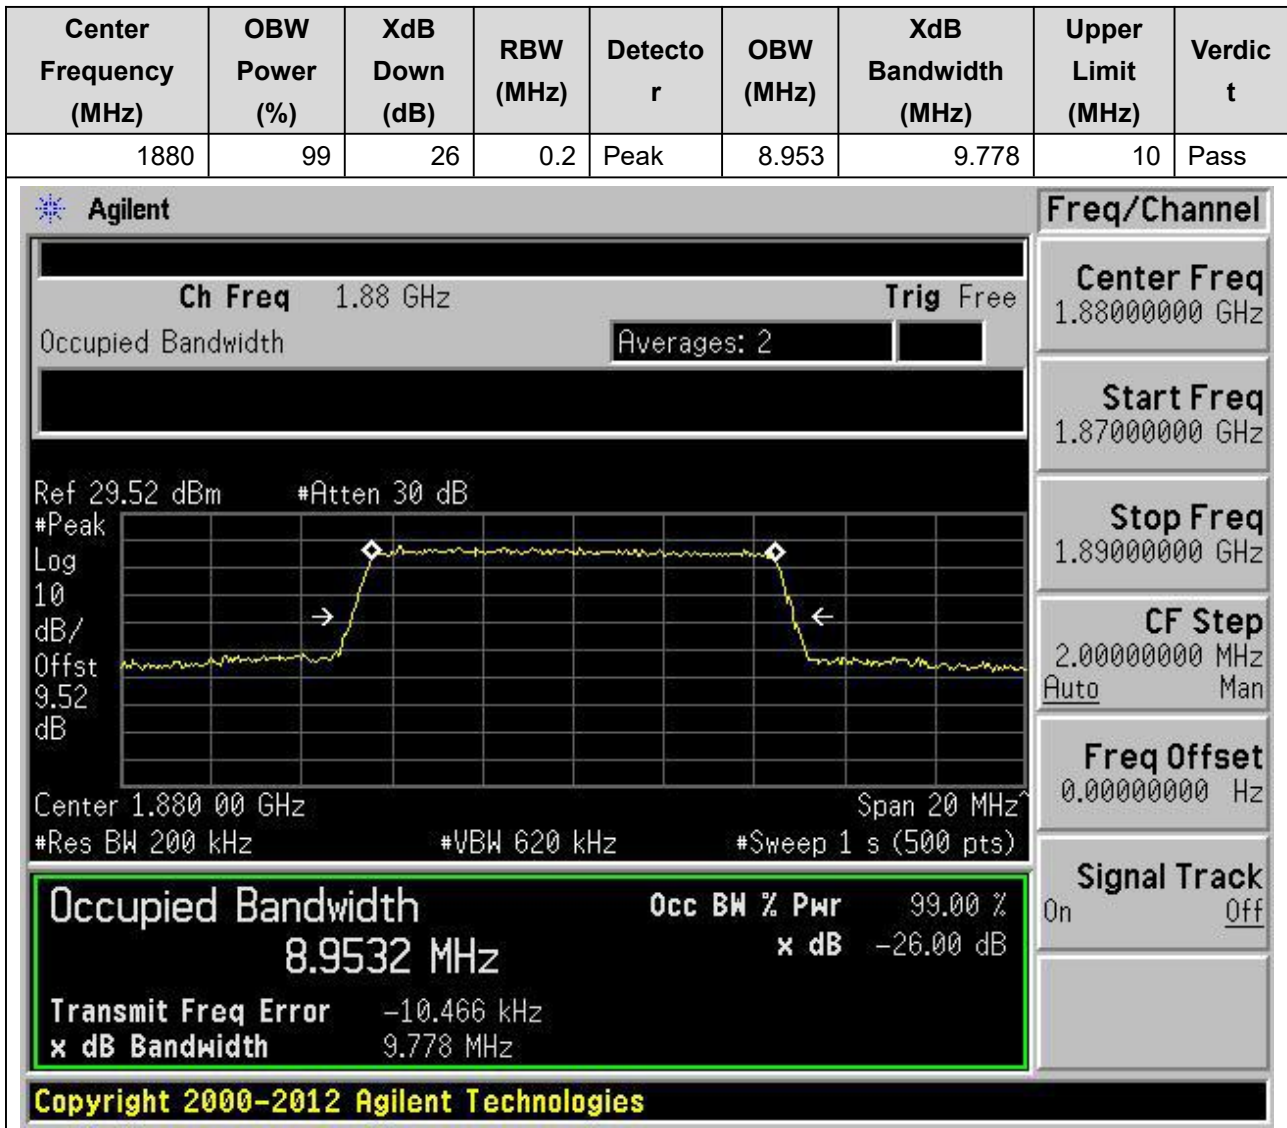 Center Frequency (MHz) OBW Power (%) XdB Down (dB) RBW (MHz) Detecto r OBW (MHz) XdB Bandwidth (MHz) Upper Limit (MHz) Verdic t
1880 99 26 0.2 Peak 8.953 9.778 10 Pass
Agilent
Freq/Channel
Ch Freq 1.88 GHz Trig Free
Occupied Bandwidth Averages: 2
Ref 29.52 dBm #Atten 30 dB
#Peak
Log
10
dB/
Offst
9.52
dB
Center 1.880 00 GHz Span 20 MHz^
#Res BW 200 kHz #VBW 620 kHz #Sweep 1 s (500 pts)
Occupied Bandwidth Occ BW % Pwr 99.00 %
8.9532 MHz x dB -26.00 dB
Transmit Freq Error -10.466 kHz
x dB Bandwidth 9.778 MHz
Copyright 2000-2012 Agilent Technologies
Center Freq
1.88000000 GHz
Start Freq
1.87000000 GHz
Stop Freq
1.89000000 GHz
CF Step
2.00000000 MHz
Auto Man
Freq Offset
0.00000000 Hz
Signal Track
On Off